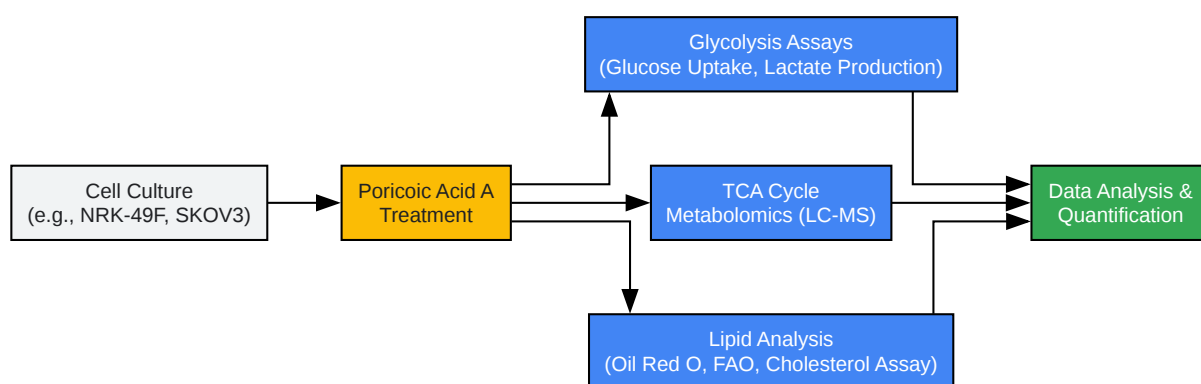 Glycolysis Assays
(Glucose Uptake, Lactate Production)
Cell Culture
(e.g., NRK-49F, SKOV3)
Poricoic Acid A
Treatment
TCA Cycle
Metabolomics (LC-MS)
Data Analysis &
Quantification
Lipid Analysis
(Oil Red O, FAO, Cholesterol Assay)